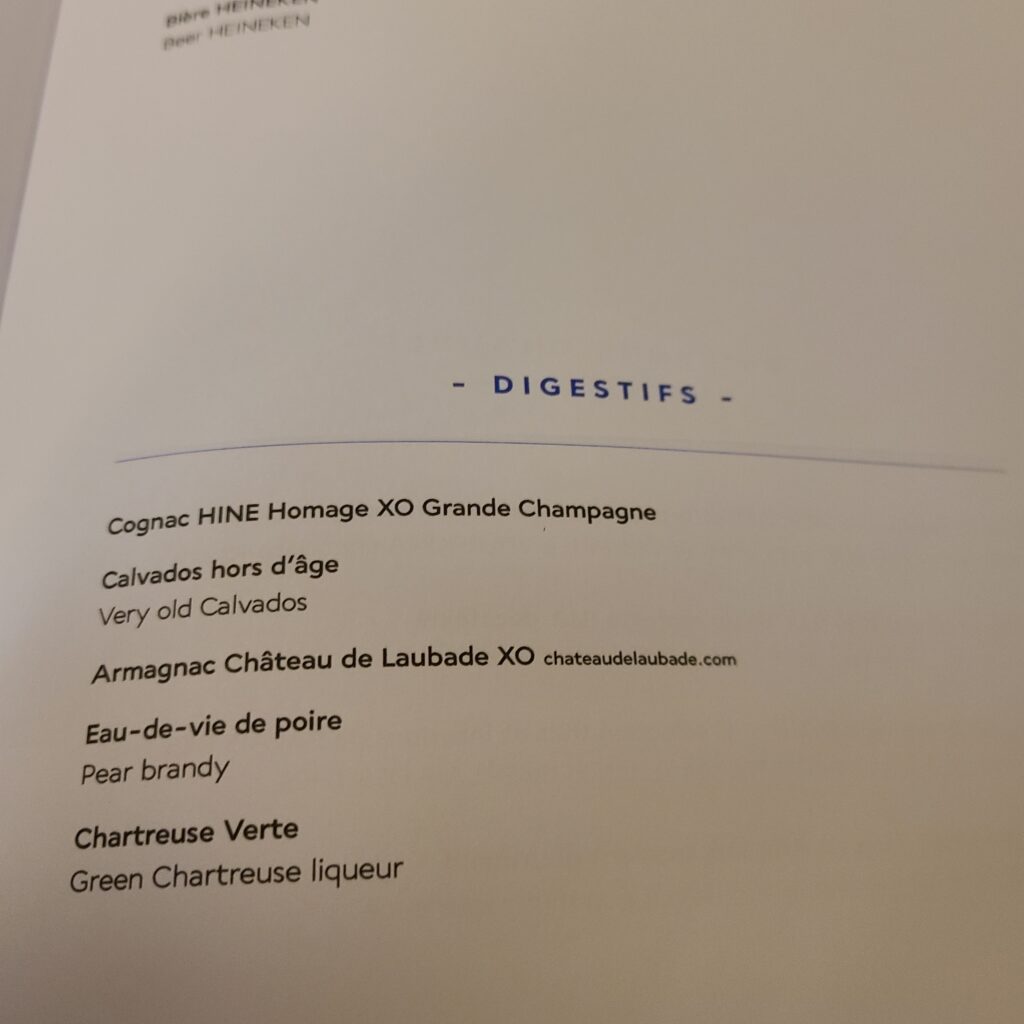 Bière HEINEKEN
Beer HEINEKEN
- DIGESTIFS -
Cognac HINE Homage XO Grande Champagne
Calvados hors d'âge
Very old Calvados
Armagnac Château de Laubade XO chateaudelaubade.com
Eau-de-vie de poire
Pear brandy
Chartreuse Verte
Green Chartreuse liqueur